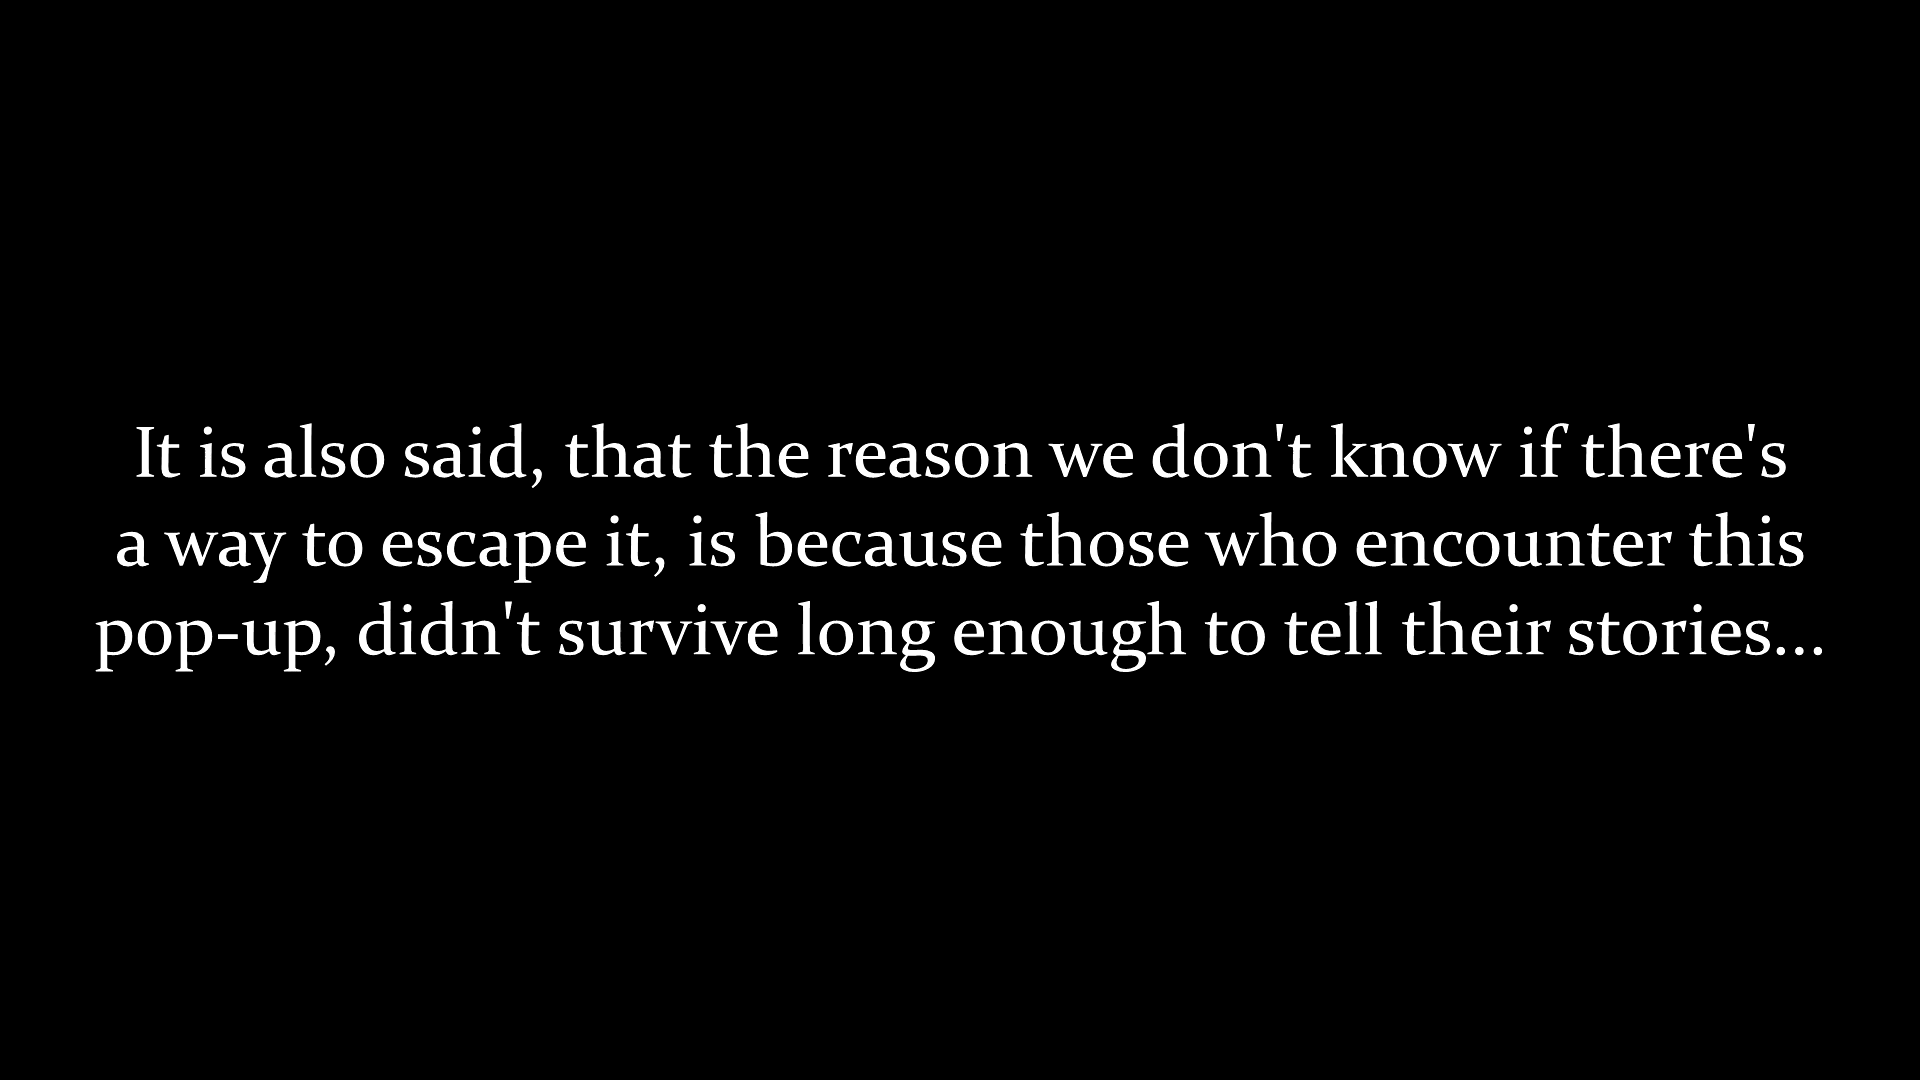 It is also said, that the reason we don't know if there's
a way to escape it, is because those who encounter this
pop-up, didn't survive long enough to tell their stories...